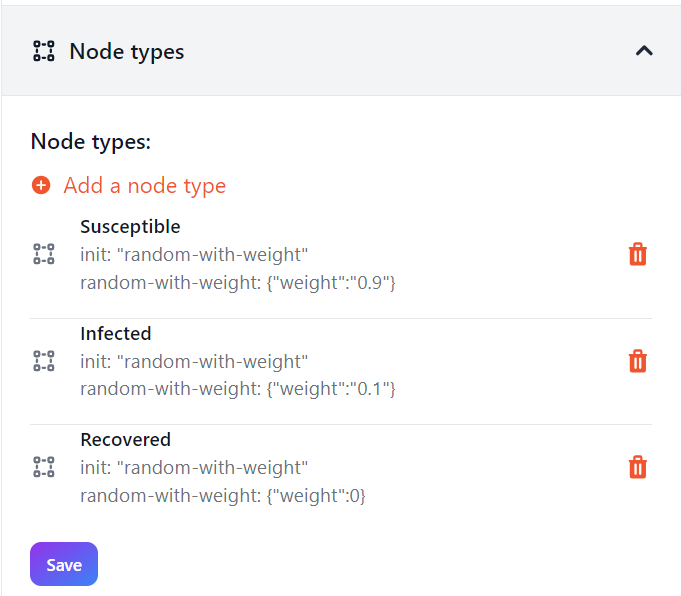 Node types
Node types:
Add a node type
Susceptible
init: "random-with-weight"
random-with-weight: {"weight":"0.9"}
Infected
init: "random-with-weight"
random-with-weight: {"weight":"0.1"}
Recovered
init: "random-with-weight"
random-with-weight: {"weight":0}
Save